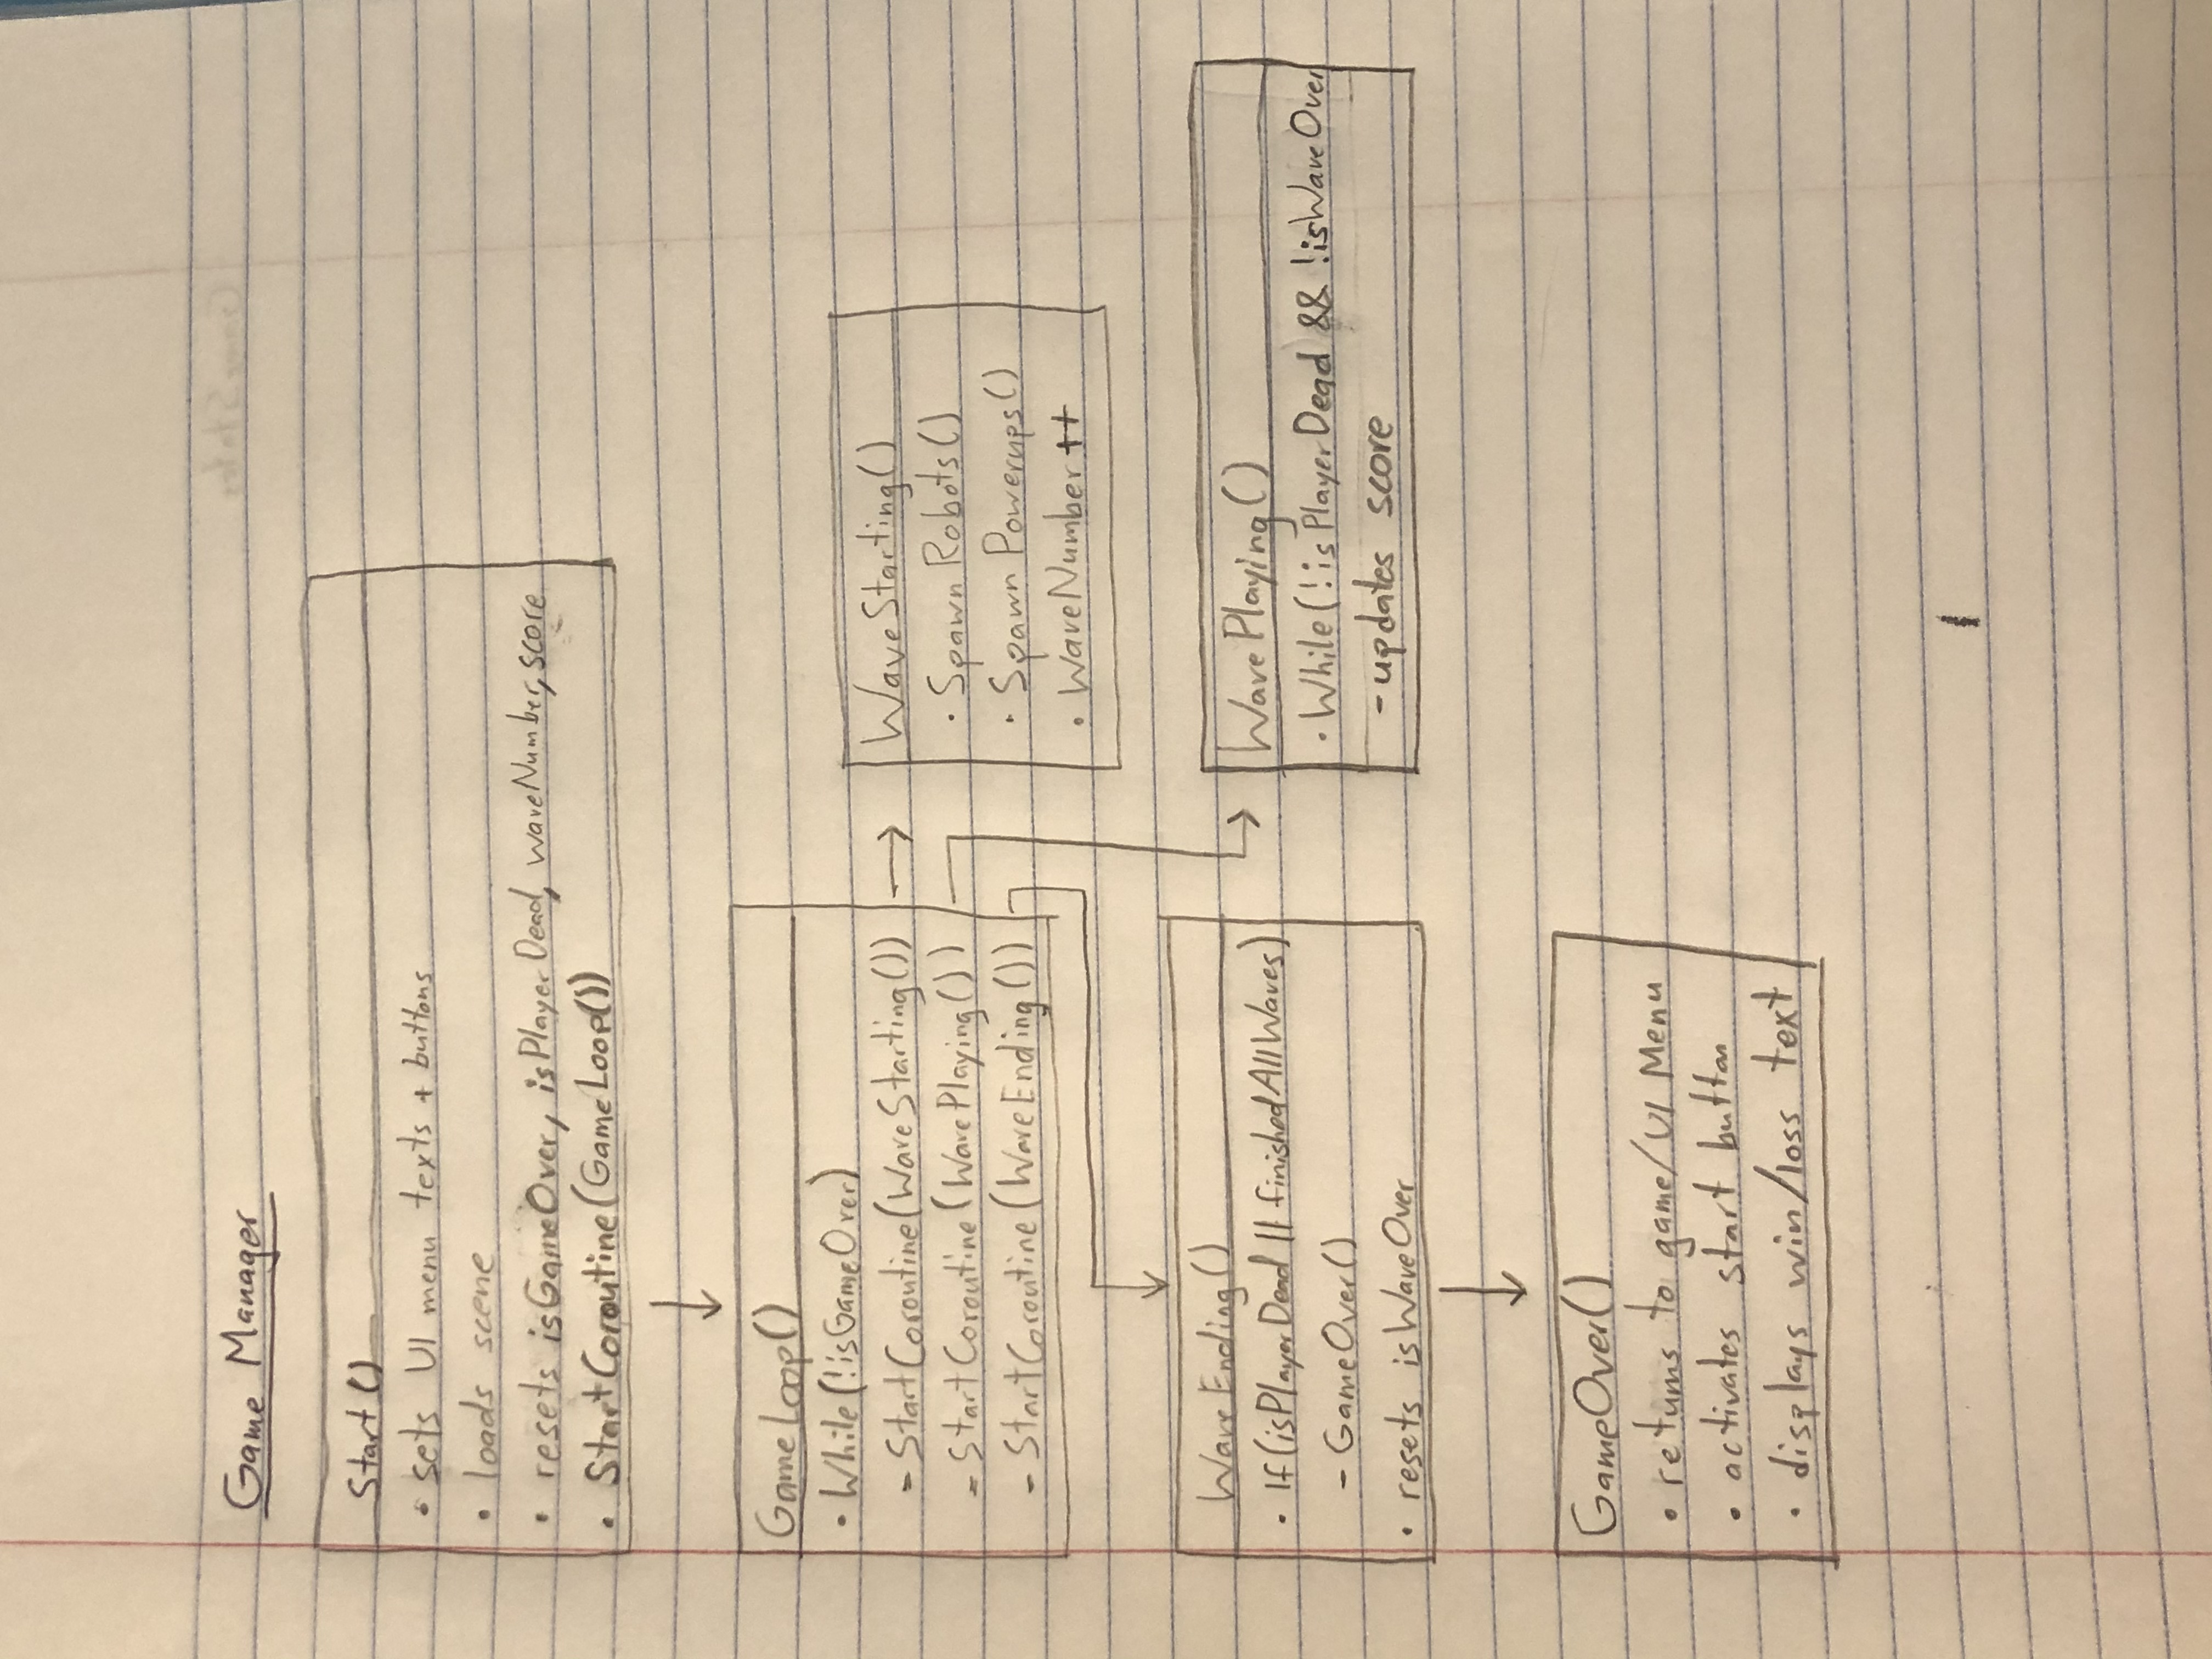 Game Manager
Start()
• sets UI menu texts + buttons
• loads scene
• resets isGameOver, isPlayerDead, waveNumber, score
• StartCoroutine(GameLoop())
GameLoop()
• While(!isGameOver)
- StartCoroutine(WaveStarting())
- StartCoroutine(WavePlaying())
- StartCoroutine(WaveEnding())
WaveStarting()
• SpawnRobots()
• SpawnPowerups()
• WaveNumber++
WaveEnding()
• If(isPlayerDead || finishedAllWaves)
- GameOver()
• resets isWaveOver
WavePlaying()
• While(!isPlayerDead && !isWaveOver
- updates score
GameOver()
• returns to game/UI Menu
• activates start button
• displays win/loss text